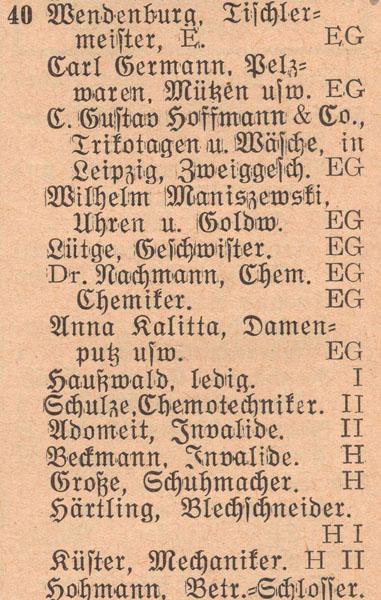 40 Wendenburg, Tischler=
meister, E. EG
Carl Germann, Pelz=
waren, Mützen usw. EG
C. Gustav Hoffmann & Co.,
Trikotagen u. Wäsche, in
Leipzig, Zweiggesch. EG
Wilhelm Maniszewski,
Uhren u. Goldw. EG
Lütge, Geschwister. EG
Dr. Nachmann, Chem. EG
Chemiker. EG
Anna Kalitta, Damen=
putz usw. EG
Haußwald, ledig. I
Schulze, Chemotechniker. II
Adomeit, Invalide. II
Beckmann, Invalide. H
Große, Schuhmacher. H
Härtling, Blechschneider.
H I
Küster, Mechaniker. H II
Hohmann, Betr.=Schlosser.